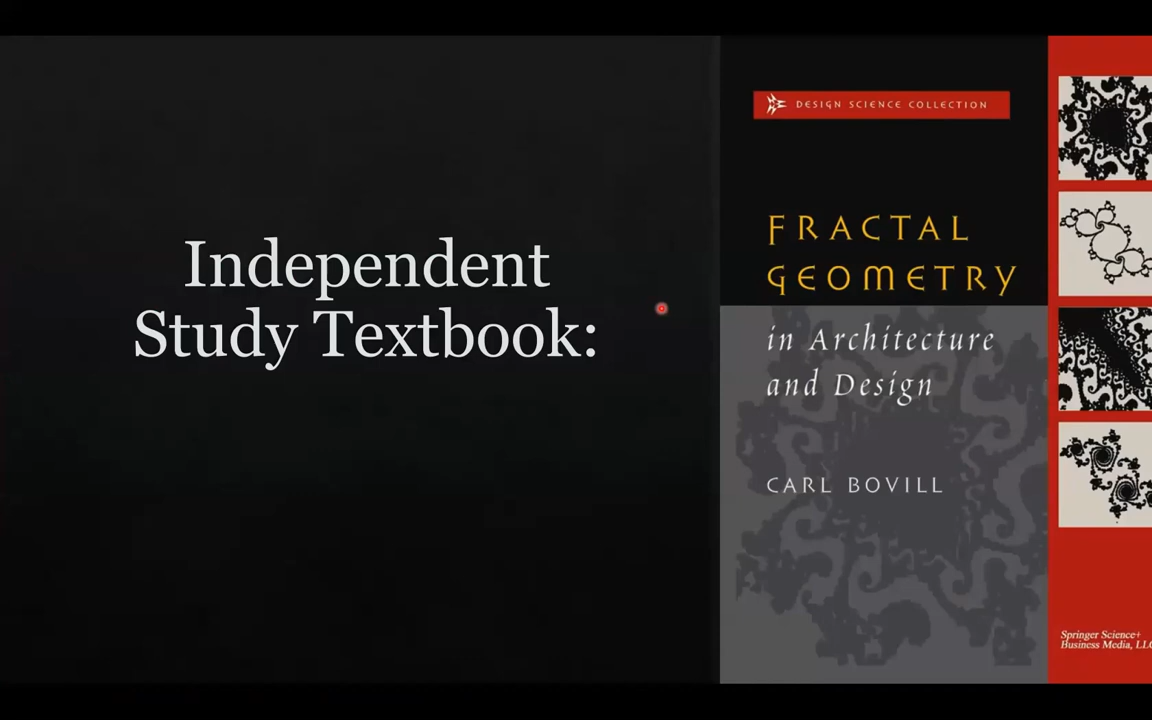 Independent
Study Textbook:
DESIGN SCIENCE COLLECTION
FRACTAL
GEOMETRY
in Architecture
and Design
CARL BOVILL
Springer Science+
Business Media, LLC